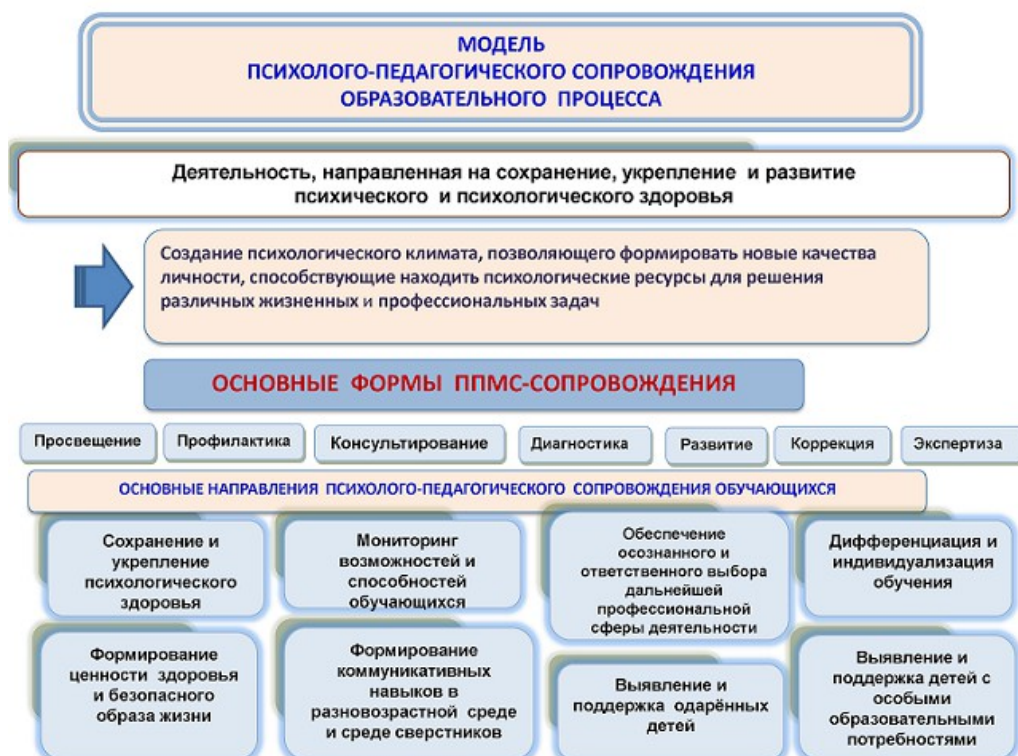 МОДЕЛЬ
ПСИХОЛОГО-ПЕДАГОГИЧЕСКОГО СОПРОВОЖДЕНИЯ
ОБРАЗОВАТЕЛЬНОГО ПРОЦЕССА
Деятельность, направленная на сохранение, укрепление и развитие
психического и психологического здоровья
Создание психологического климата, позволяющего формировать новые качества
личности, способствующие находить психологические ресурсы для решения
различных жизненных и профессиональных задач
ОСНОВНЫЕ ФОРМЫ ППМС-СОПРОВОЖДЕНИЯ
Просвещение
Профилактика
Консультирование
Диагностика
Развитие
Коррекция
Экспертиза
ОСНОВНЫЕ НАПРАВЛЕНИЯ ПСИХОЛОГО-ПЕДАГОГИЧЕСКОГО СОПРОВОЖДЕНИЯ ОБУЧАЮЩИХСЯ
Сохранение и
укрепление
психологического
здоровья
Мониторинг
возможностей и
способностей
обучающихся
Обеспечение
осознанного и
ответственного выбора
дальнейшей
профессиональной
сферы деятельности
Дифференциация и
индивидуализация
обучения
Формирование
ценности здоровья
и безопасного
образа жизни
Формирование
коммуникативных
навыков в
разновозрастной среде
и среде сверстников
Выявление и
поддержка одарённых
детей
Выявление и
поддержка детей с
особыми
образовательными
потребностями